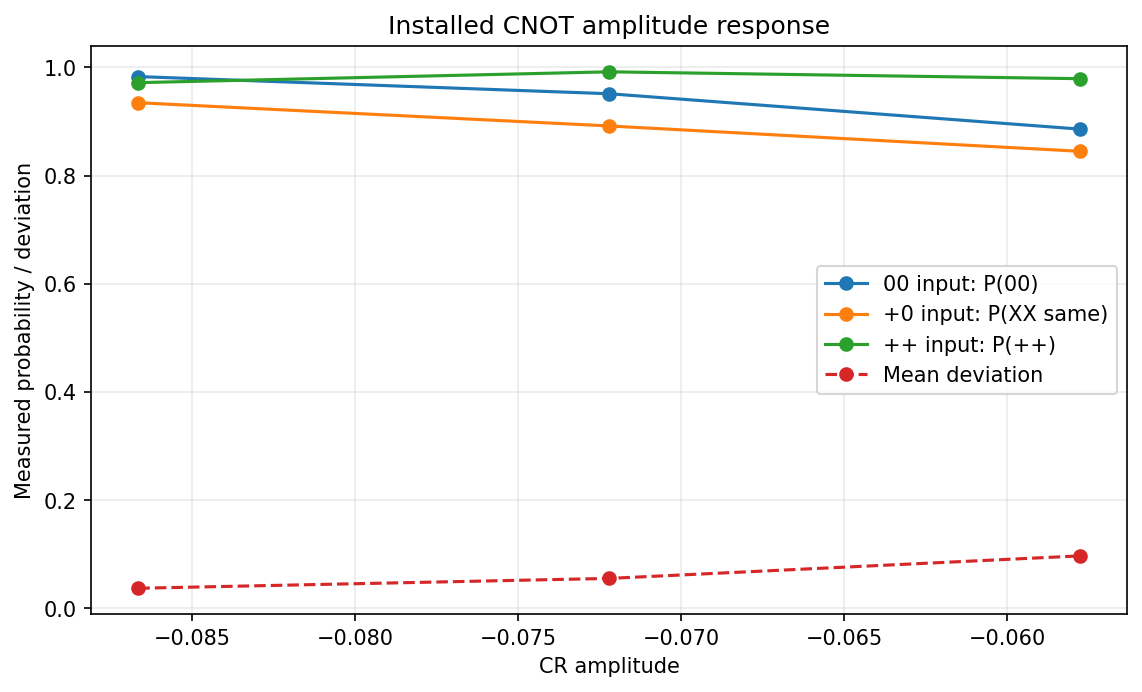 Installed CNOT amplitude response
Measured probability / deviation
1.0
0.8
0.6
0.4
0.2
0.0
00 input: P(00)
+0 input: P(XX same)
++ input: P(++)
Mean deviation
−0.085
−0.080
−0.075
−0.070
−0.065
−0.060
CR amplitude